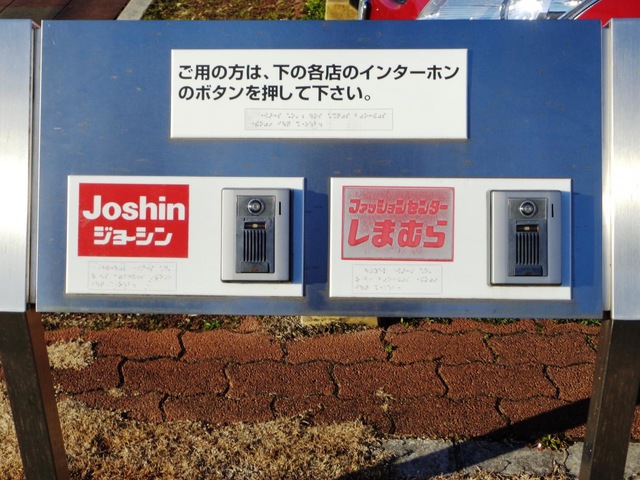 ご用の方は、下の各店のインターホン
のボタンを押して下さい。
Joshin
ジョーシン
ファッションセンター
しまむら